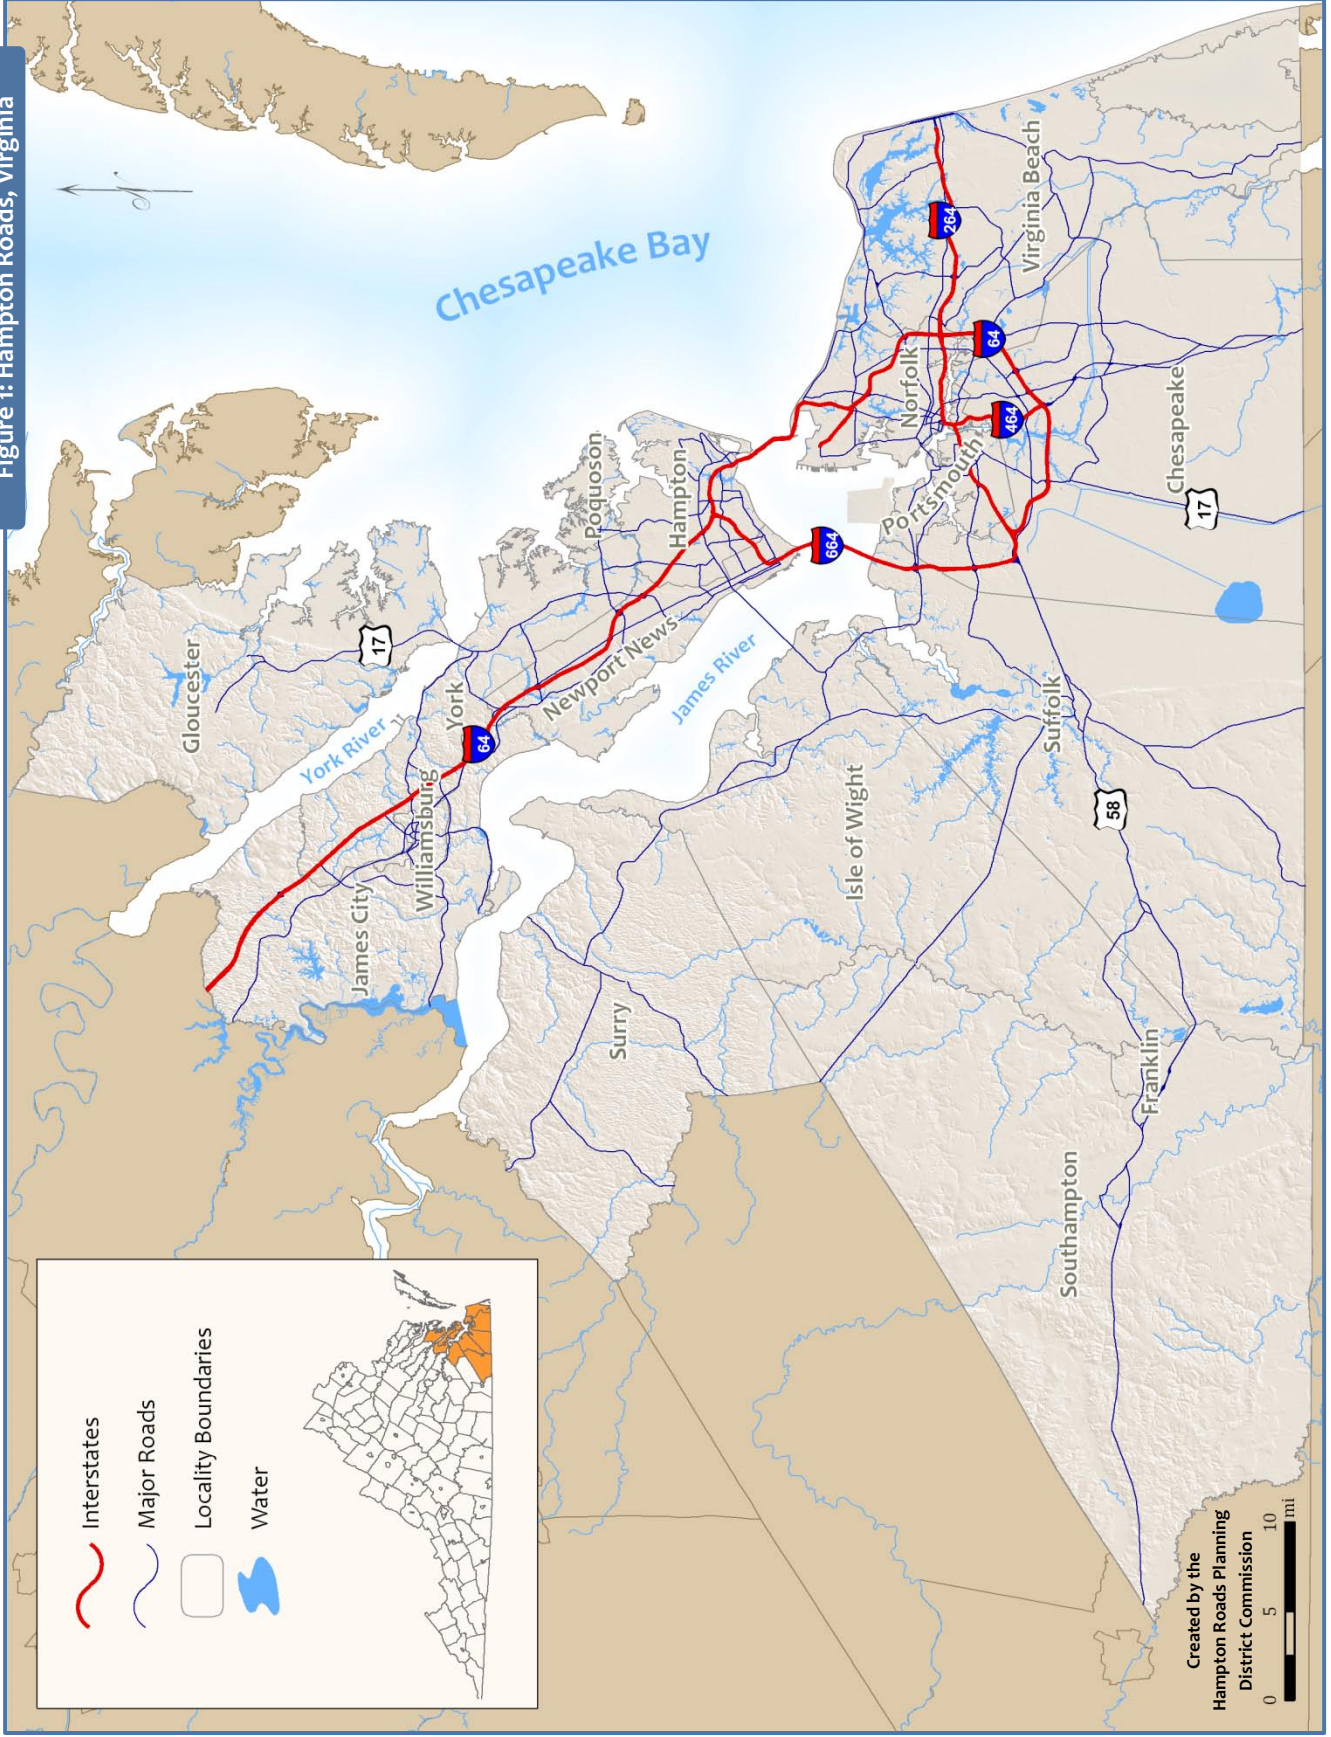 Figure 1: Hampton Roads, Virginia
Interstates
Major Roads
Locality Boundaries
Water
Gloucester
17
York River
James City
Williamsburg
York
64
Chesapeake Bay
Poquoson
Hampton
Newport News
James River
664
Surry
Isle of Wight
Norfolk
Portsmouth
264
64
464
Virginia Beach
Chesapeake
17
Suffolk
58
Franklin
Southampton
Created by the
Hampton Roads Planning
District Commission
0 5 10
mi